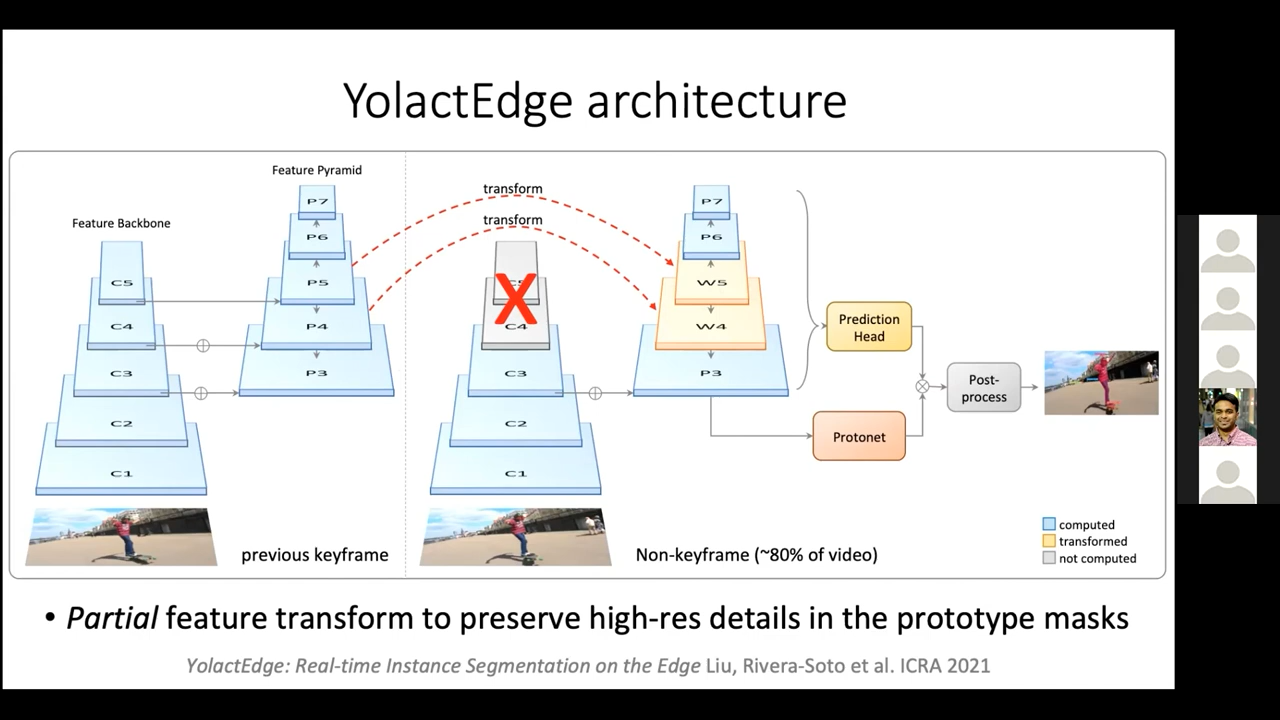 YolactEdge architecture
Feature Pyramid
Feature Backbone
P7
P6
P5
P4
P3
C5
C4
C3
C2
C1
previous keyframe
transform
transform
X
C4
C3
C2
C1
P7
P6
W5
W4
P3
Prediction
Head
Protonet
Post-
process
Non-keyframe (~80% of video)
computed
transformed
not computed
• Partial feature transform to preserve high-res details in the prototype masks
YolactEdge: Real-time Instance Segmentation on the Edge Liu, Rivera-Soto et al. ICRA 2021